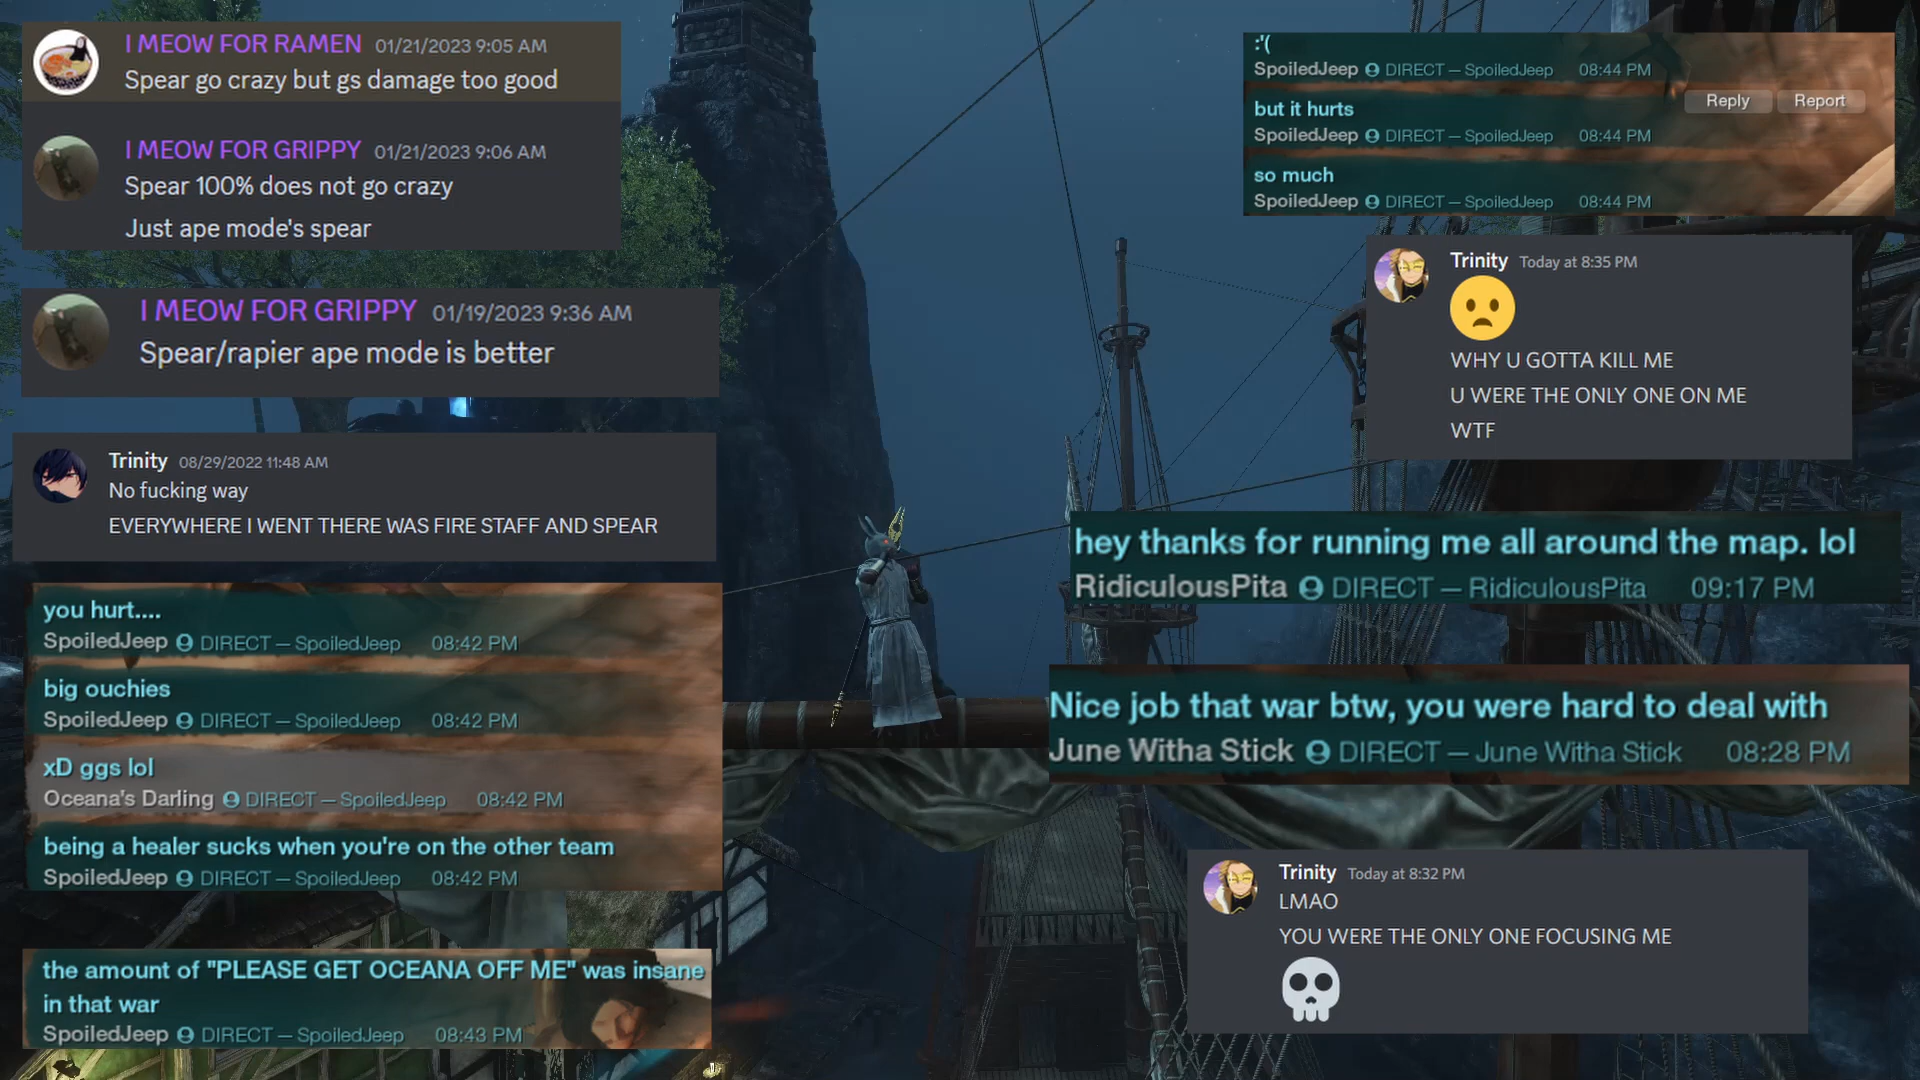 I MEOW FOR RAMEN 01/21/2023 9:05 AM
Spear go crazy but gs damage too good
I MEOW FOR GRIPPY 01/21/2023 9:06 AM
Spear 100% does not go crazy
Just ape mode's spear
I MEOW FOR GRIPPY 01/19/2023 9:36 AM
Spear/rapier ape mode is better
Trinity 08/29/2022 11:48 AM
No fucking way
EVERYWHERE I WENT THERE WAS FIRE STAFF AND SPEAR
you hurt....
SpoiledJeep DIRECT — SpoiledJeep 08:42 PM
big ouchies
SpoiledJeep DIRECT — SpoiledJeep 08:42 PM
xD ggs lol
Oceana's Darling DIRECT — SpoiledJeep 08:42 PM
being a healer sucks when you're on the other team
SpoiledJeep DIRECT — SpoiledJeep 08:42 PM
the amount of "PLEASE GET OCEANA OFF ME" was insane
in that war
SpoiledJeep DIRECT — SpoiledJeep 08:43 PM
:'(
SpoiledJeep DIRECT — SpoiledJeep 08:44 PM
Reply Report
but it hurts
SpoiledJeep DIRECT — SpoiledJeep 08:44 PM
so much
SpoiledJeep DIRECT — SpoiledJeep 08:44 PM
Trinity Today at 8:35 PM
WHY U GOTTA KILL ME
U WERE THE ONLY ONE ON ME
WTF
hey thanks for running me all around the map. lol
RidiculousPita DIRECT — RidiculousPita 09:17 PM
Nice job that war btw, you were hard to deal with
June Witha Stick DIRECT — June Witha Stick 08:28 PM
Trinity Today at 8:32 PM
LMAO
YOU WERE THE ONLY ONE FOCUSING ME